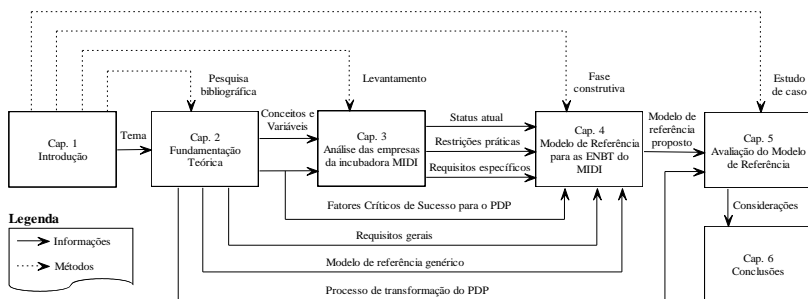 Pesquisa
bibliográfica
Levantamento
Fase
construtiva
Estudo
de caso
Cap. 1
Introdução
Tema
Cap. 2
Fundamentação
Teórica
Conceitos e
Variáveis
Cap. 3
Análise das empresas
da incubadora MIDI
Status atual
Restrições práticas
Requisitos específicos
Cap. 4
Modelo de Referência
para as ENBT do
MIDI
Modelo de
referência
proposto
Cap. 5
Avaliação do Modelo
de Referência
Fatores Críticos de Sucesso para o PDP
Requisitos gerais
Modelo de referência genérico
Processo de transformação do PDP
Considerações
Cap. 6
Conclusões
Legenda
Informações
Métodos